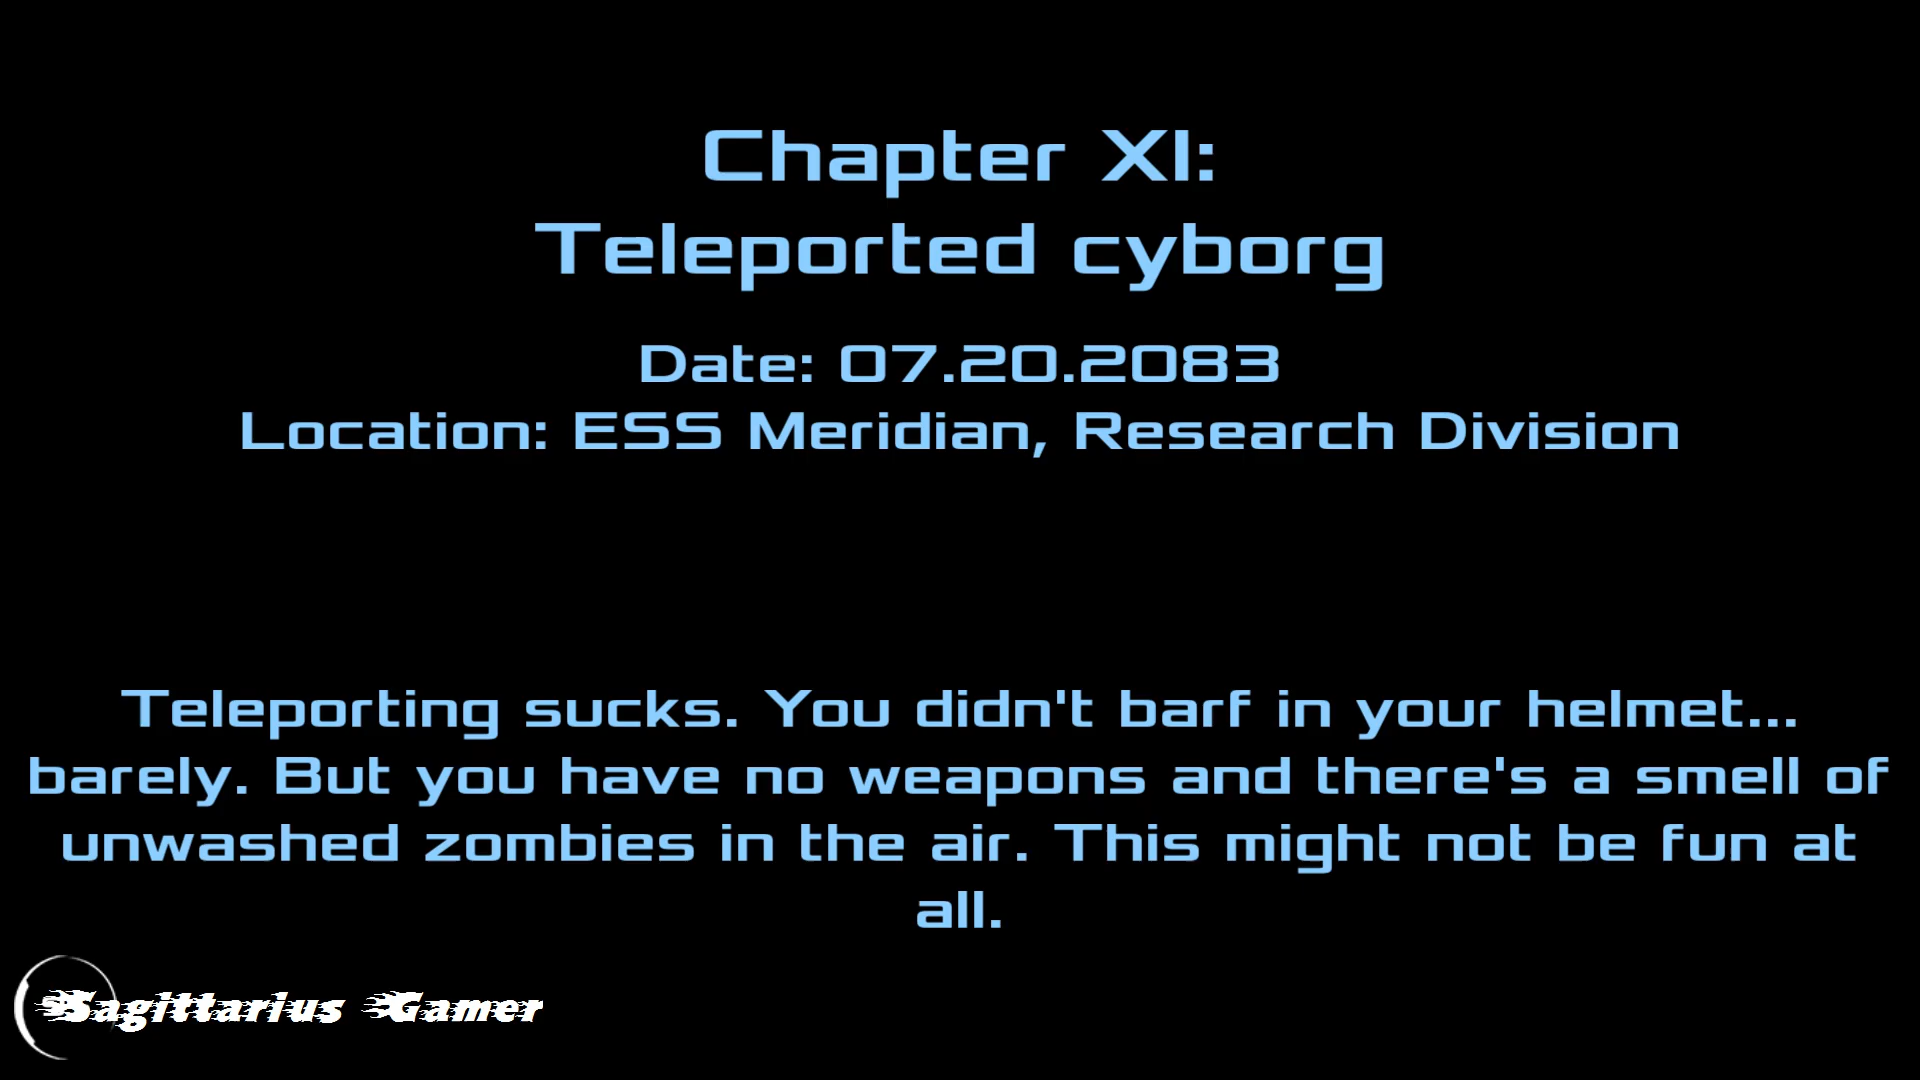 Chapter XI:
Teleported cyborg
Date: 07.20.2083
Location: ESS Meridian, Research Division
Teleporting sucks. You didn't barf in your helmet...
barely. But you have no weapons and there's a smell of
unwashed zombies in the air. This might not be fun at
all.
Sagittarius Gamer